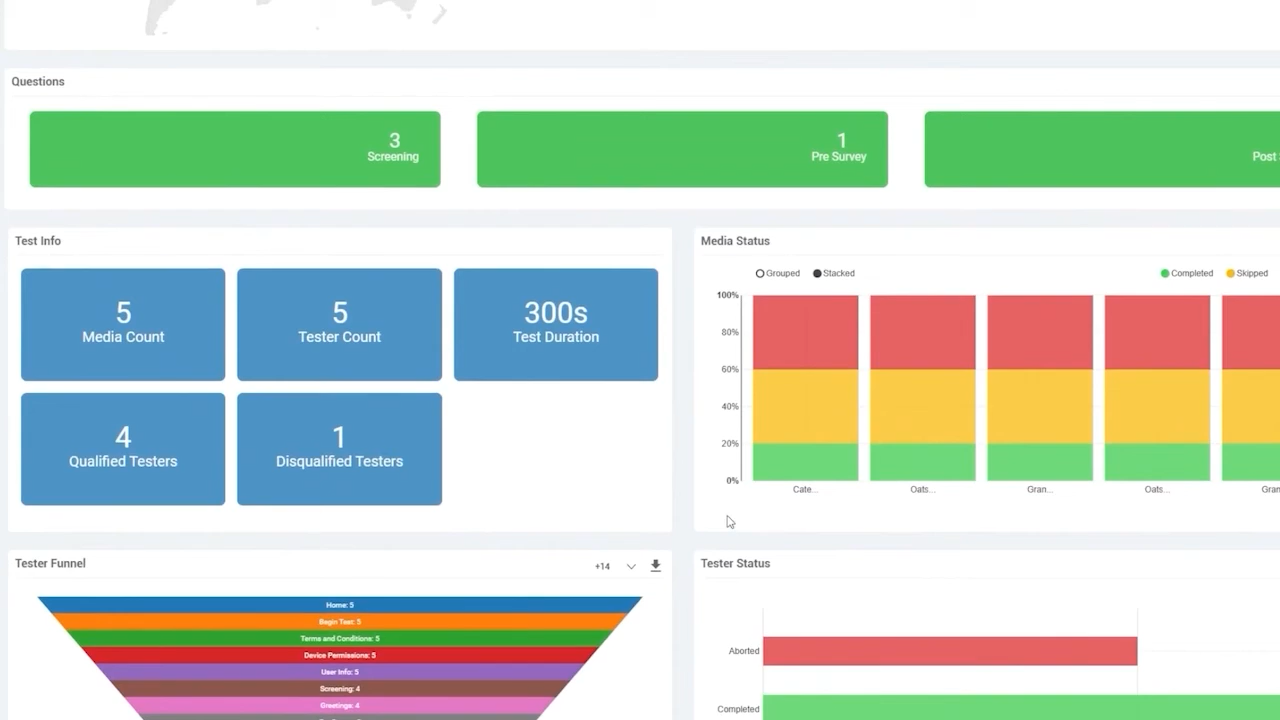 Questions
3
Screening
1
Pre Survey
Post
Test Info
5
Media Count
5
Tester Count
300s
Test Duration
4
Qualified Testers
1
Disqualified Testers
Media Status
Grouped Stacked Completed Skipped
100%
80%
60%
40%
20%
0%
Cate... Oats... Gran... Oats... Gran
Tester Funnel +14
Home: 5
Begin Test: 5
Terms and Conditions: 5
Device Permissions: 5
User Info: 5
Screening: 4
Greetings: 4
Tester Status
Aborted
Completed